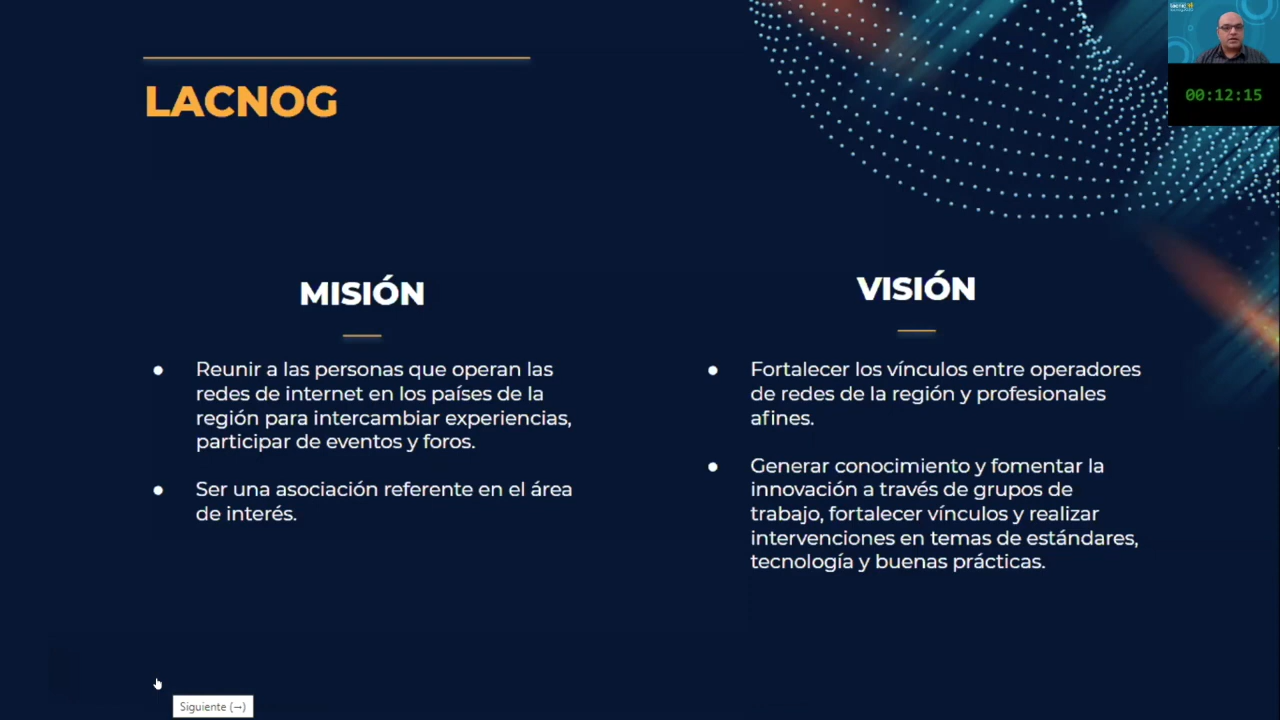 LACNOG
00:12:15
MISIÓN
Reunir a las personas que operan las
redes de internet en los países de la
región para intercambiar experiencias,
participar de eventos y foros.
Ser una asociación referente en el área
de interés.
VISIÓN
Fortalecer los vínculos entre operadores
de redes de la región y profesionales
afines.
Generar conocimiento y fomentar la
innovación a través de grupos de
trabajo, fortalecer vínculos y realizar
intervenciones en temas de estándares,
tecnología y buenas prácticas.
Siguiente (→)